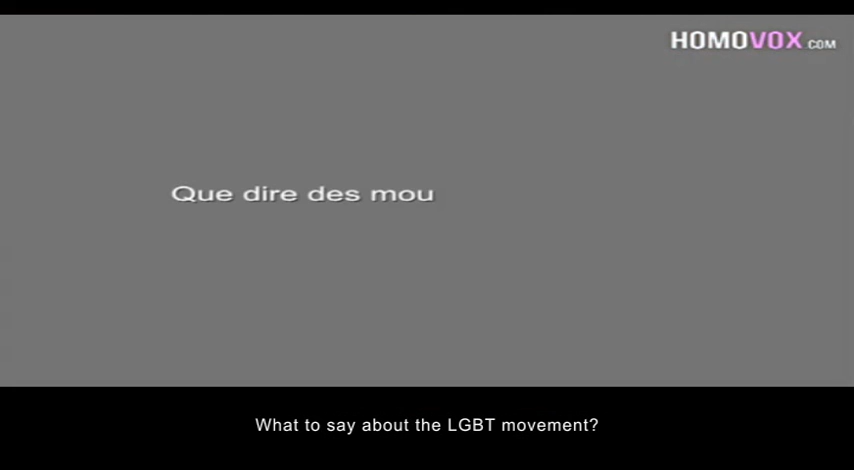 HOMOVOX.COM
Que dire des mou
What to say about the LGBT movement?